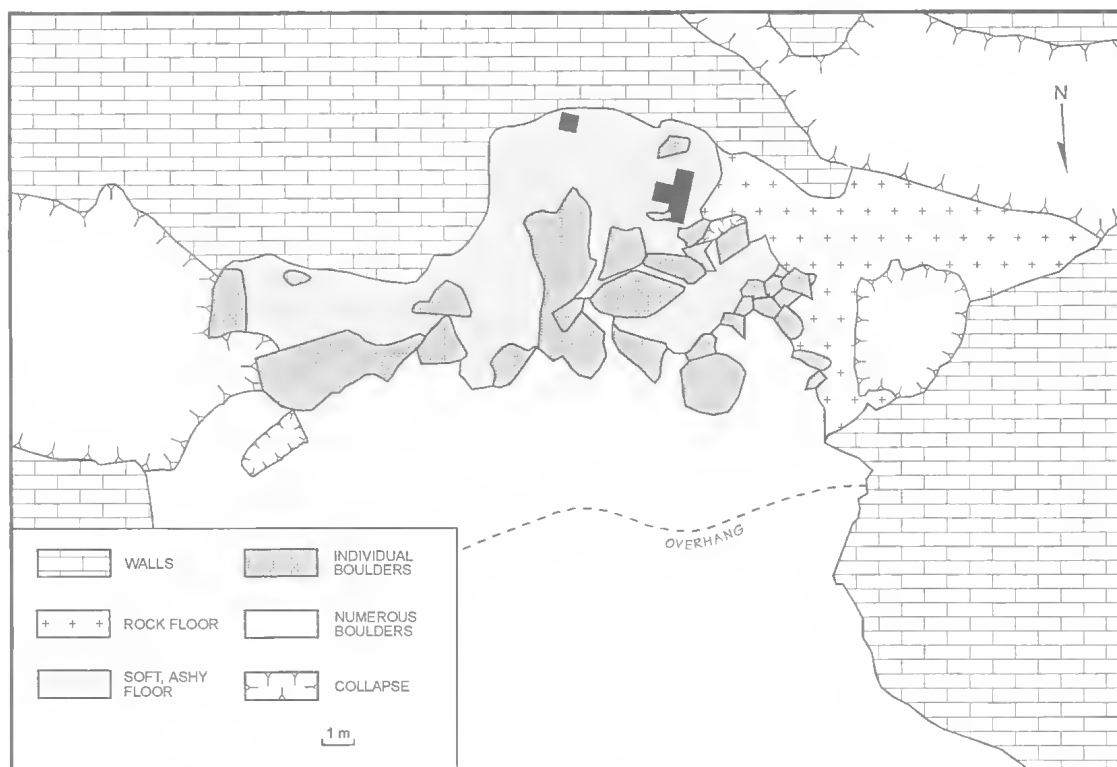 N
OVERHANG
WALLS
INDIVIDUAL
BOULDERS
ROCK FLOOR
NUMEROUS
BOULDERS
SOFT, ASHY
FLOOR
COLLAPSE
1 m